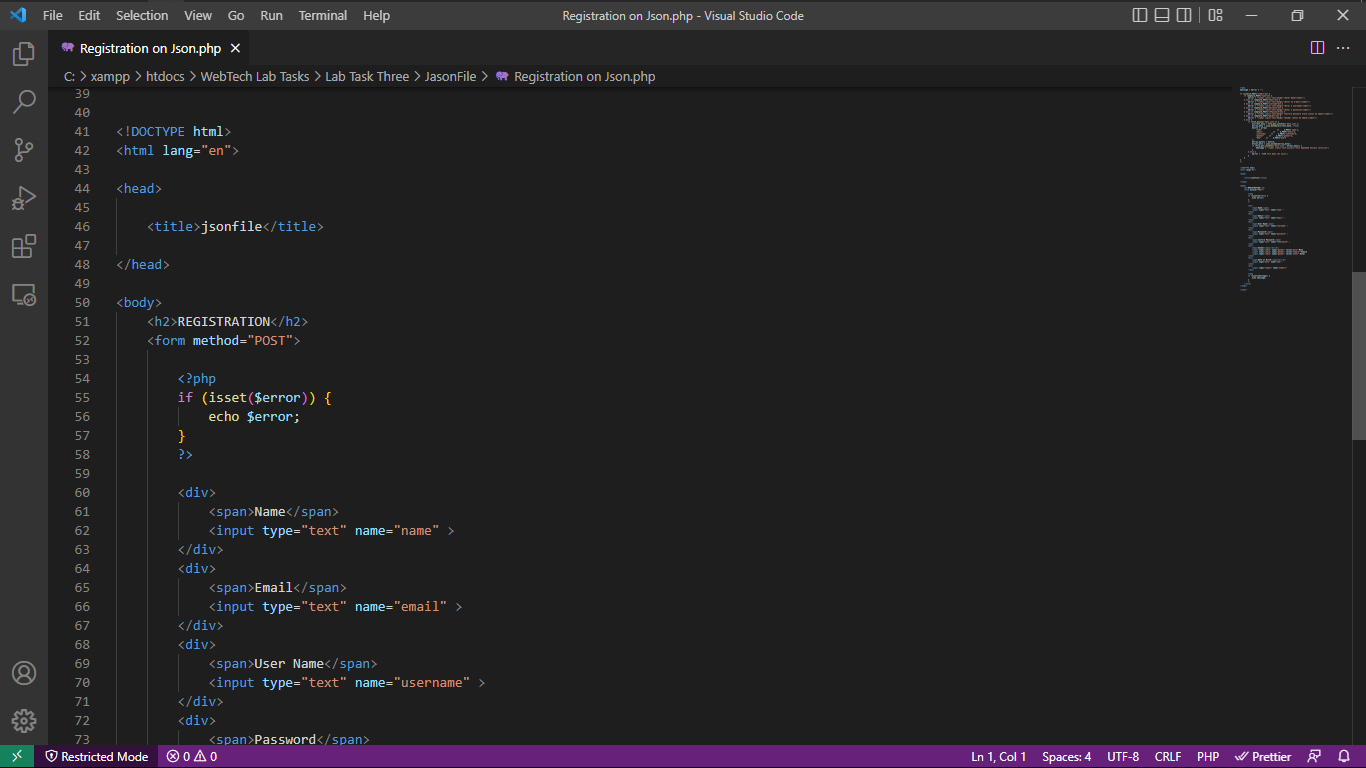 File Edit Selection View Go Run Terminal Help Registration on Json.php - Visual Studio Code
Registration on Json.php
C: > xampp > htdocs > WebTech Lab Tasks > Lab Task Three > JasonFile > Registration on Json.php
39
40
41 <!DOCTYPE html>
42 <html lang="en">
43
44 <head>
45
46 <title>jsonfile</title>
47
48 </head>
49
50 <body>
51 <h2>REGISTRATION</h2>
52 <form method="POST">
53
54 <?php
55 if (isset($error)) {
56 echo $error;
57 }
58 ?>
59
60 <div>
61 <span>Name</span>
62 <input type="text" name="name" >
63 </div>
64 <div>
65 <span>Email</span>
66 <input type="text" name="email" >
67 </div>
68 <div>
69 <span>User Name</span>
70 <input type="text" name="username" >
71 </div>
72 <div>
73 <span>Password</span>
Restricted Mode 0 0 Ln 1, Col 1 Spaces: 4 UTF-8 CRLF PHP Prettier